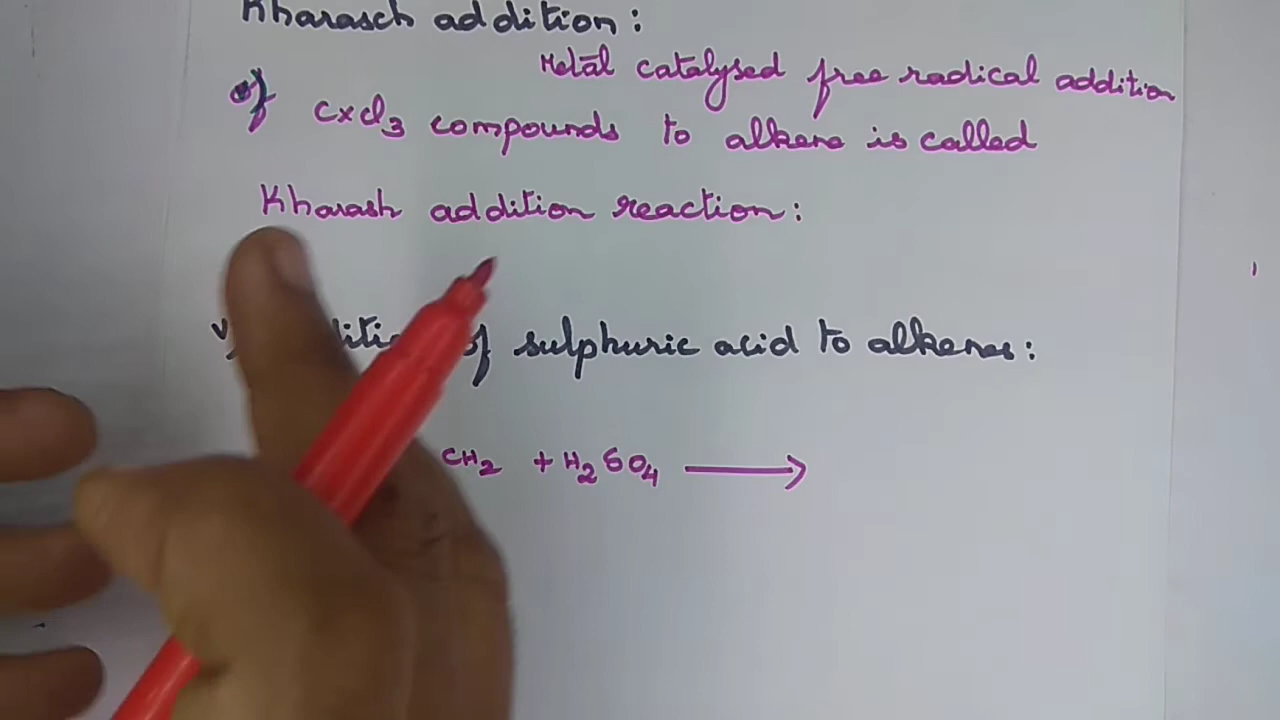 Kharasch addition:
Metal catalysed free radical addition
of CXCl3 compounds to alkene is called
Kharash addition reaction:
of sulphuric acid to alkenes:
CH2 + H2SO4 ⟶